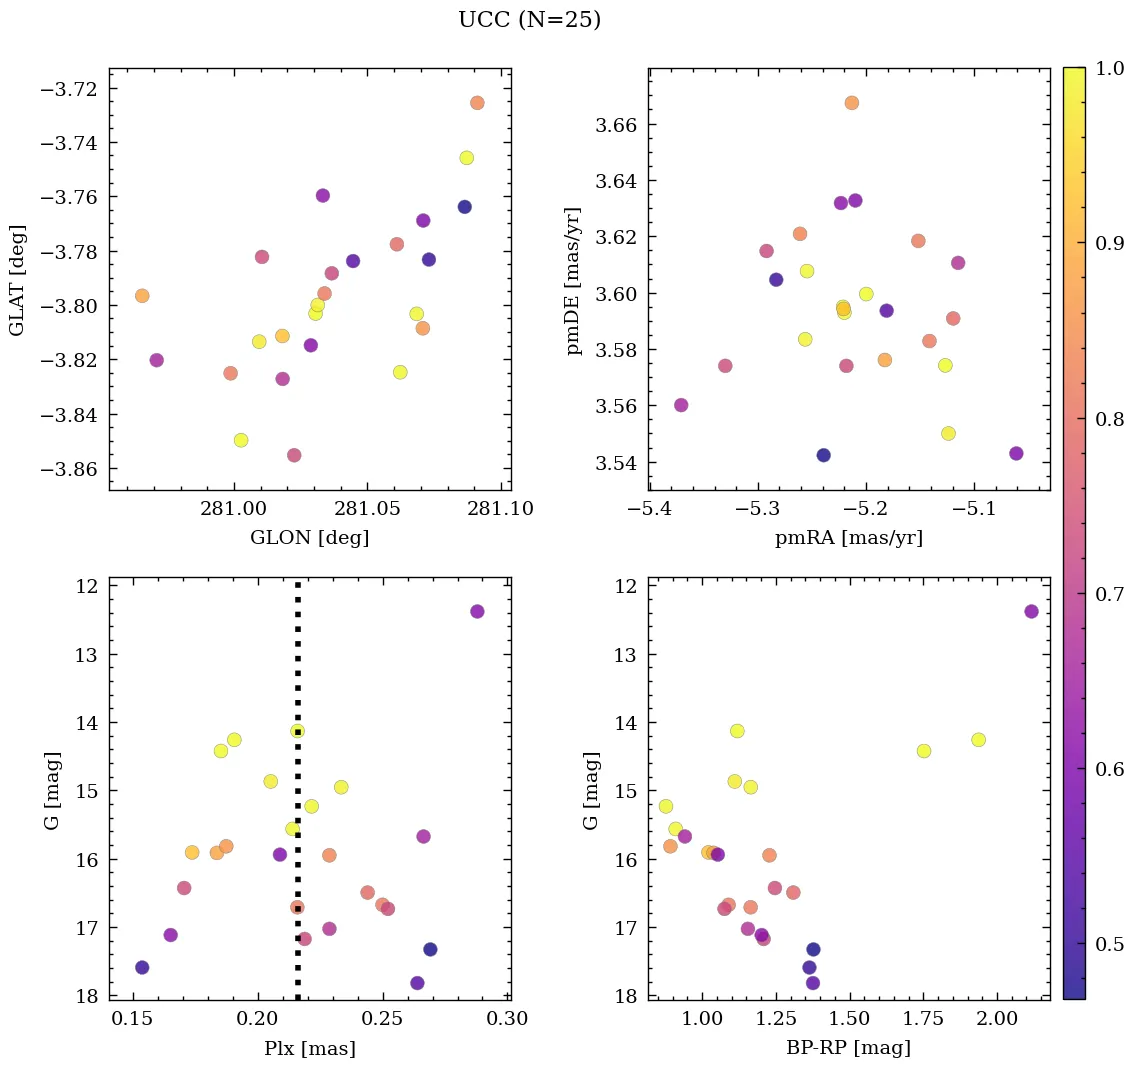 UCC (N=25)
−3.72
−3.74
−3.76
−3.78
−3.80
−3.82
−3.84
−3.86
GLAT [deg]
281.00 281.05 281.10
GLON [deg]
3.66
3.64
3.62
3.60
3.58
3.56
3.54
pmDE [mas/yr]
−5.4 −5.3 −5.2 −5.1
pmRA [mas/yr]
12
13
14
15
16
17
18
G [mag]
0.15 0.20 0.25 0.30
Plx [mas]
12
13
14
15
16
17
18
G [mag]
1.00 1.25 1.50 1.75 2.00
BP-RP [mag]
1.0
0.9
0.8
0.7
0.6
0.5